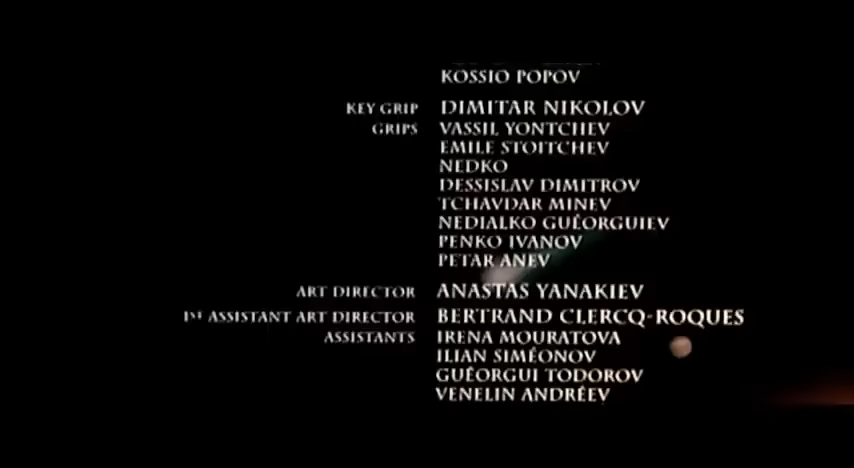 KOSSIO POPOV
KEY GRIP DIMITAR NIKOLOV
GRIPS VASSIL YONTCHEV
EMILE STOITCHEV
NEDKO
DESSISLAV DIMITROV
TCHAVDAR MINEV
NEDIALKO GUÊORGUIEV
PENKO IVANOV
PETAR ANEV
ART DIRECTOR ANASTAS YANAKIEV
1ST ASSISTANT ART DIRECTOR BERTRAND CLERCQ-ROQUES
ASSISTANTS IRENA MOURATOVA
ILIAN SIMÉONOV
GUÊORGUI TODOROV
VENELIN ANDRÉEV